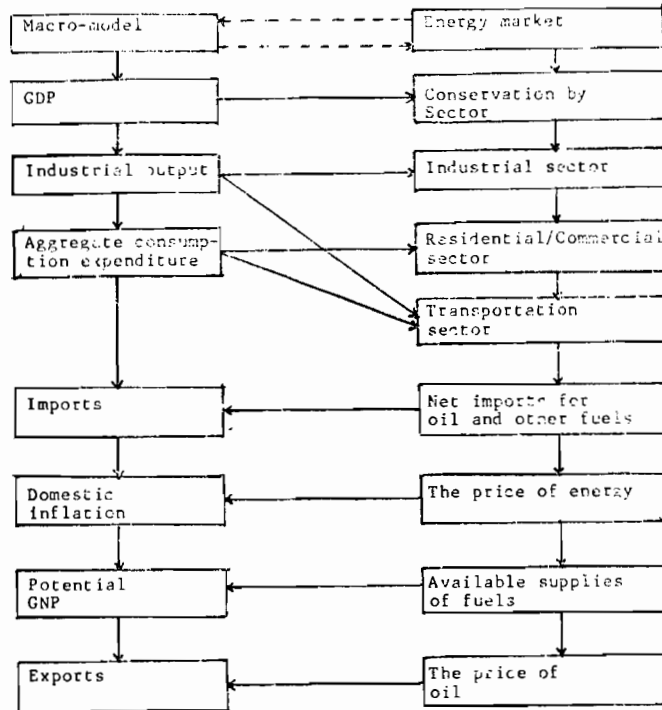 Macro-model
Energy market
GDP
Conservation by
Sector
Industrial output
Industrial sector
Aggregate consump-
tion expenditure
Residential/Commercial
sector
Transportation
sector
Imports
Net imports for
oil and other fuels
Domestic
inflation
The price of energy
Potential
GNP
Available supplies
of fuels
Exports
The price of
oil